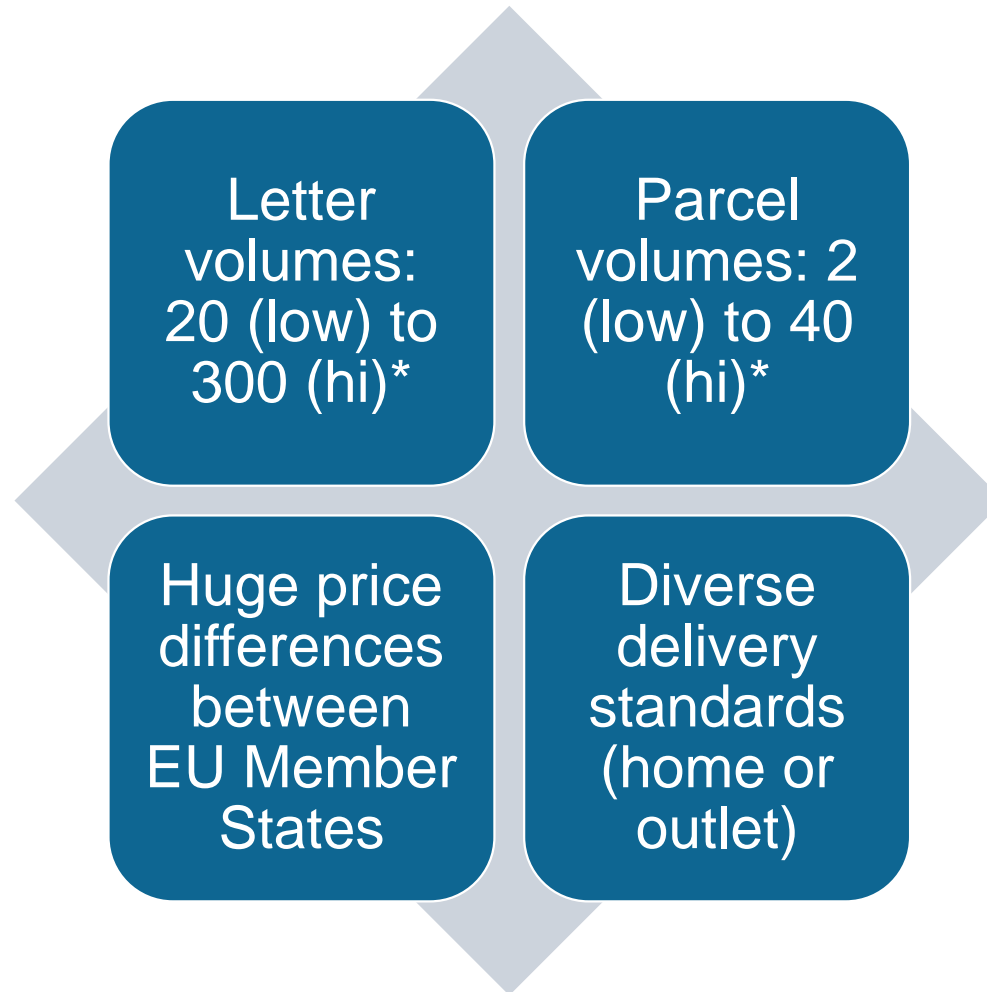 Letter
volumes:
20 (low) to
300 (hi)*
Parcel
volumes: 2
(low) to 40
(hi)*
Huge price
differences
between
EU Member
States
Diverse
delivery
standards
(home or
outlet)